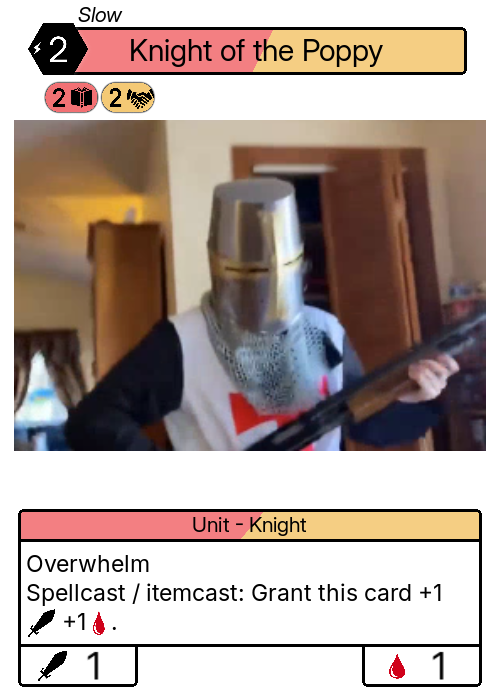 Slow
2 Knight of the Poppy
2 2
Unit - Knight
Overwhelm
Spellcast / itemcast: Grant this card +1
+1 .
1 1